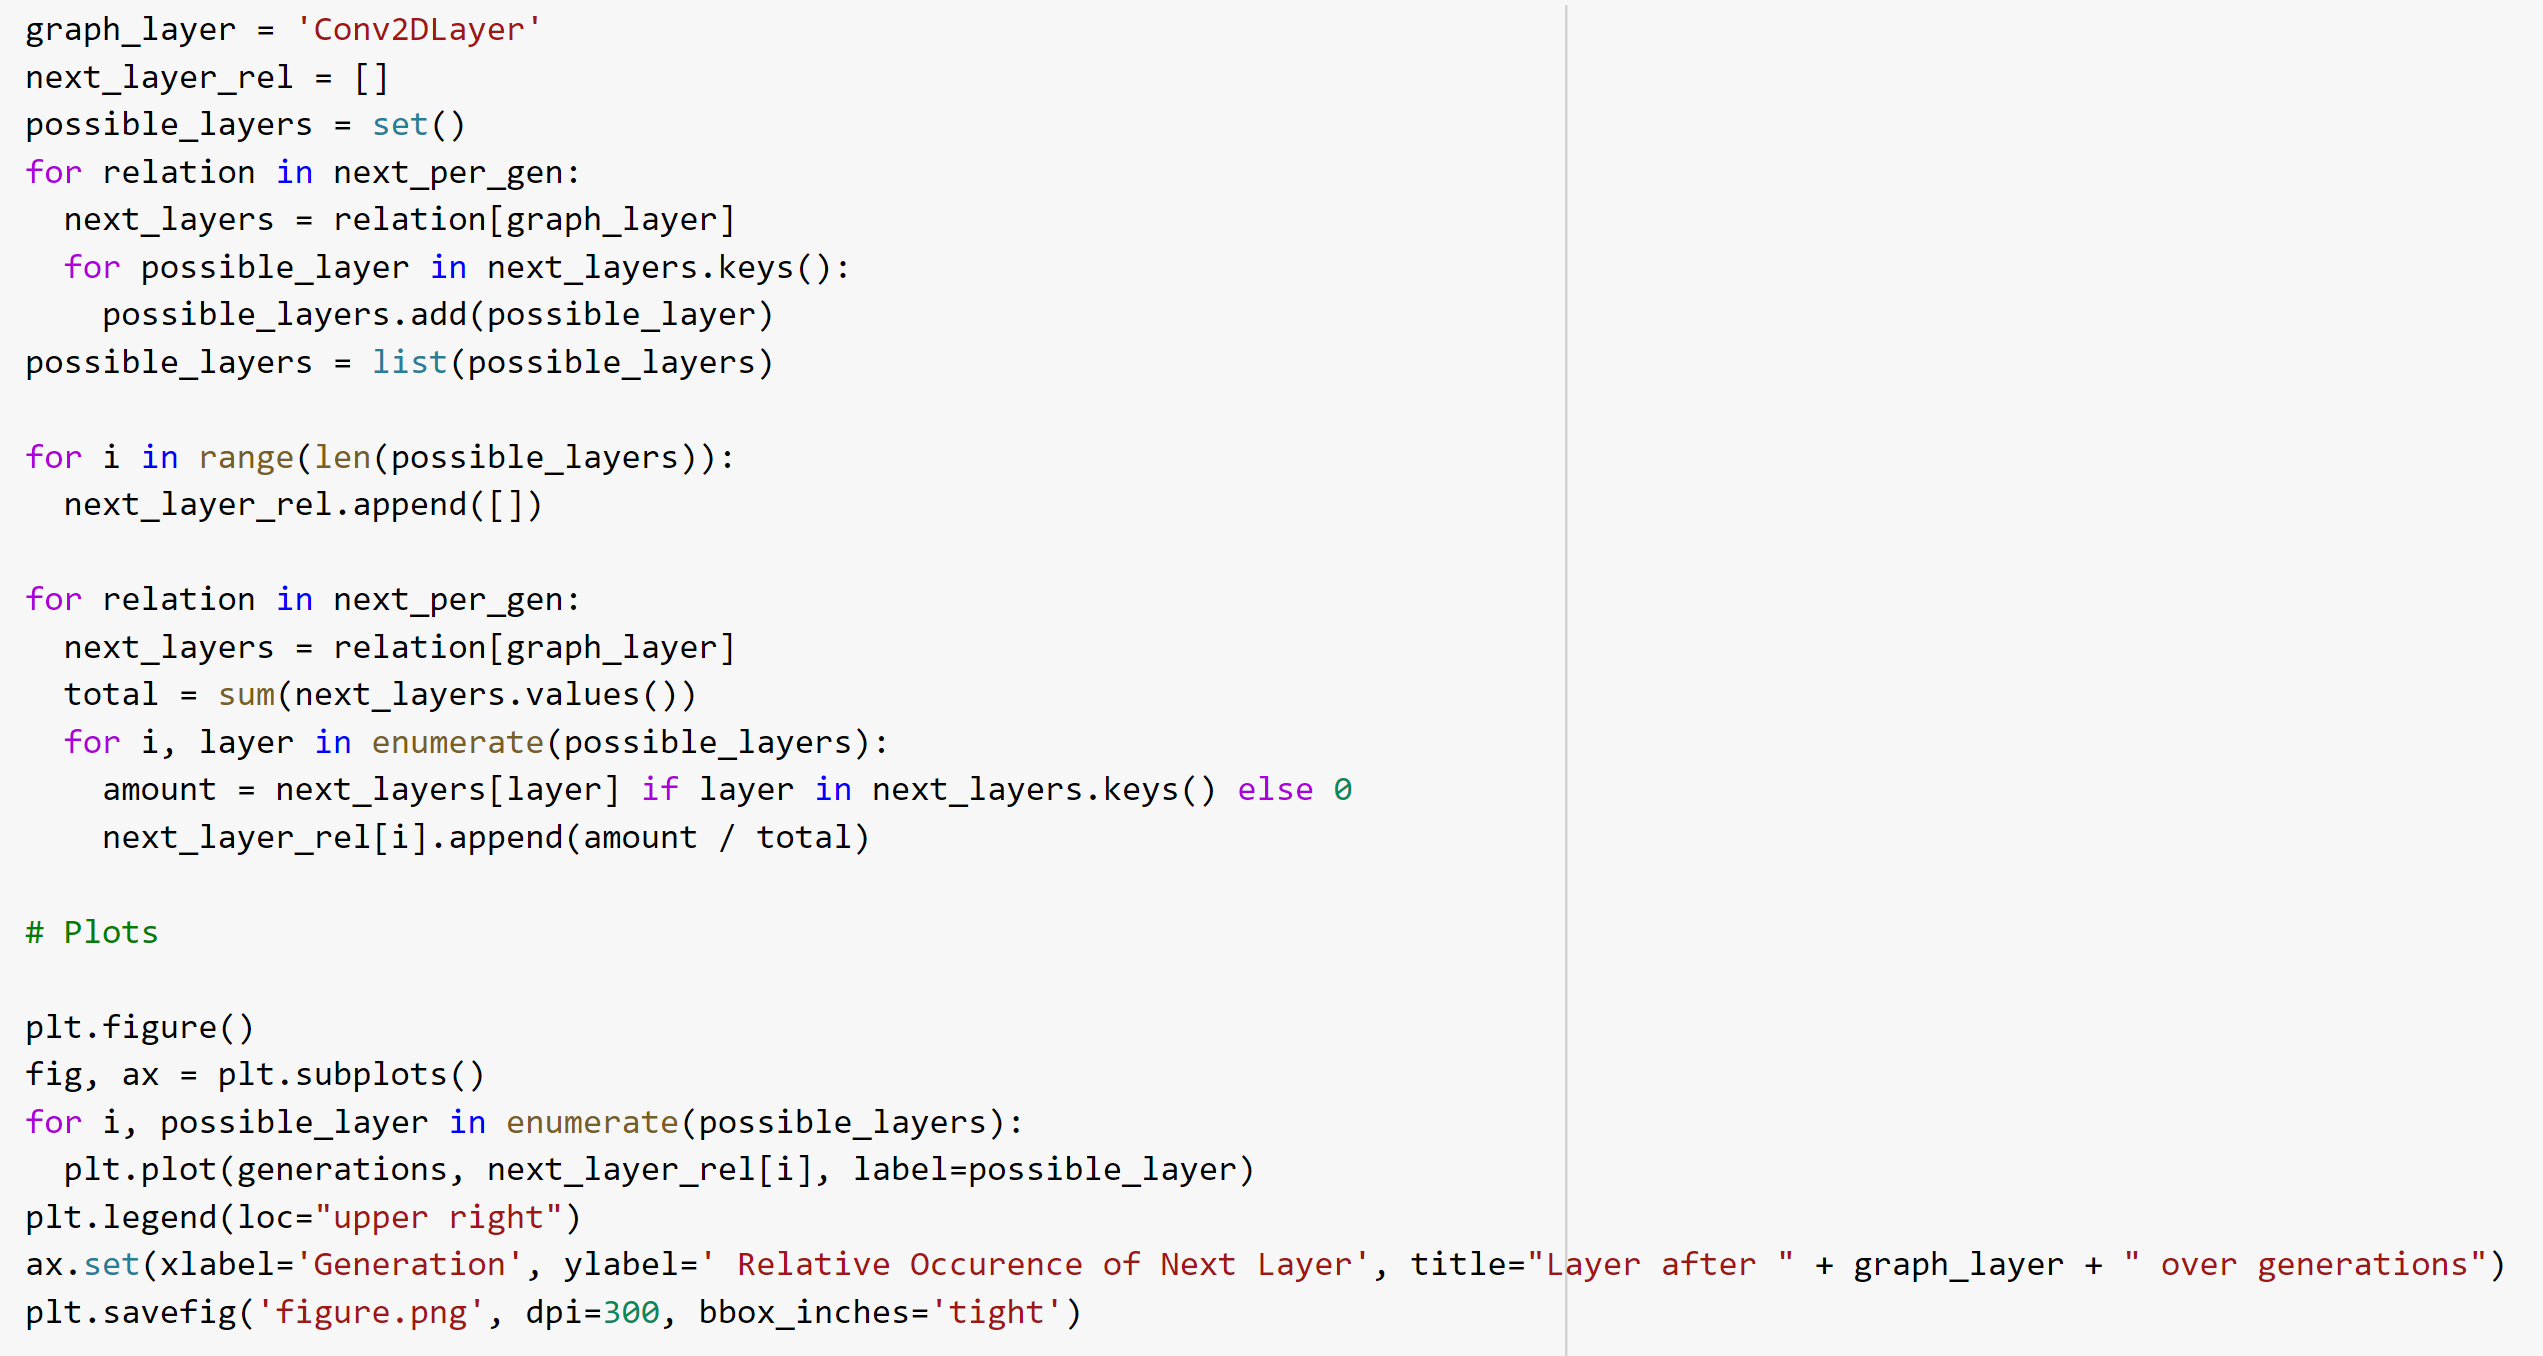 graph_layer = 'Conv2DLayer'
next_layer_rel = []
possible_layers = set()
for relation in next_per_gen:
  next_layers = relation[graph_layer]
  for possible_layer in next_layers.keys():
    possible_layers.add(possible_layer)
possible_layers = list(possible_layers)

for i in range(len(possible_layers)):
  next_layer_rel.append([])

for relation in next_per_gen:
  next_layers = relation[graph_layer]
  total = sum(next_layers.values())
  for i, layer in enumerate(possible_layers):
    amount = next_layers[layer] if layer in next_layers.keys() else 0
    next_layer_rel[i].append(amount / total)

# Plots

plt.figure()
fig, ax = plt.subplots()
for i, possible_layer in enumerate(possible_layers):
  plt.plot(generations, next_layer_rel[i], label=possible_layer)
plt.legend(loc="upper right")
ax.set(xlabel='Generation', ylabel=' Relative Occurence of Next Layer', title="Layer after " + graph_layer + " over generations")
plt.savefig('figure.png', dpi=300, bbox_inches='tight')